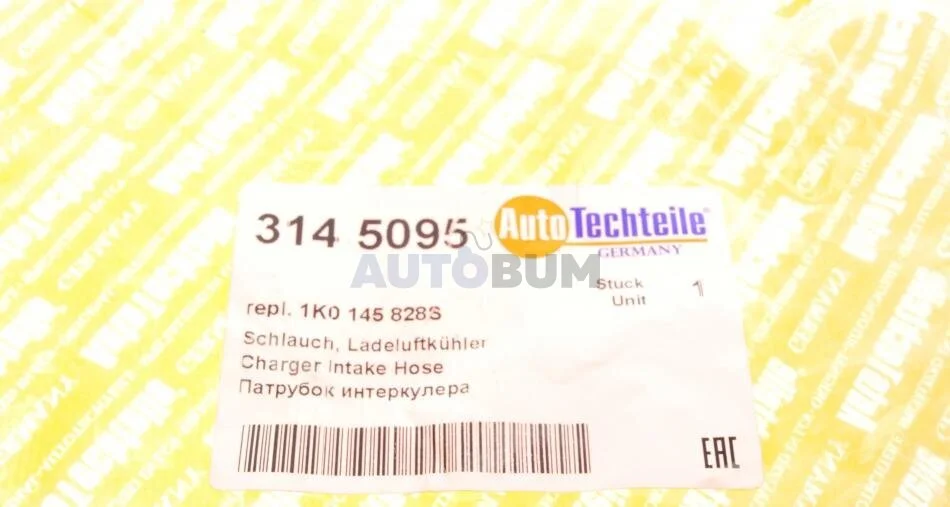 314 5095
AutoTechteile®
GERMANY
AUTOBUM
Stuck 1
Unit
repl. 1K0 145 828S
Schlauch, Ladeluftkühler
Charger Intake Hose
Патрубок интеркулера
EAC